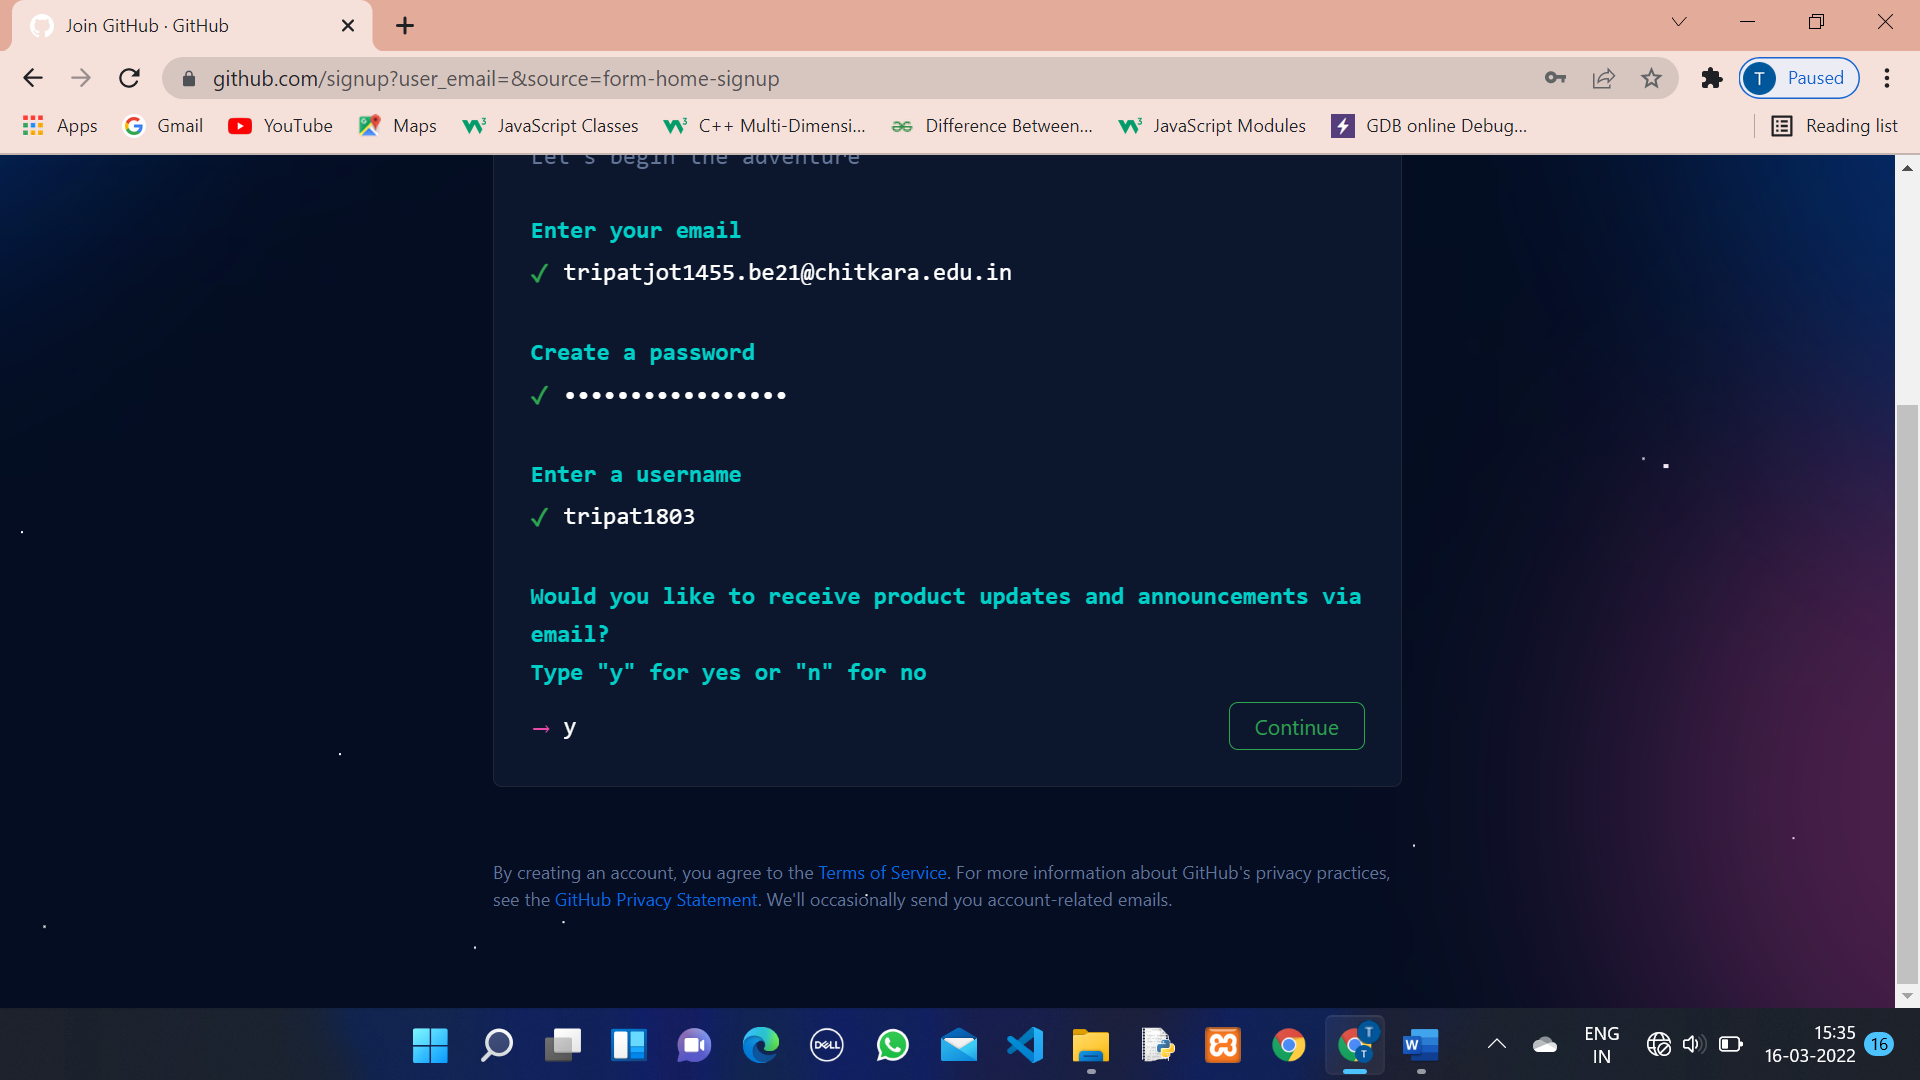 Join GitHub · GitHub
github.com/signup?user_email=&source=form-home-signup
T Paused
Apps Gmail YouTube Maps JavaScript Classes C++ Multi-Dimensi... Difference Between... JavaScript Modules GDB online Debug... Reading list
Let's begin the adventure
Enter your email
✓ tripatjot1455.be21@chitkara.edu.in
Create a password
✓ •••••••••••••••••
Enter a username
✓ tripat1803
Would you like to receive product updates and announcements via
email?
Type "y" for yes or "n" for no
→ y
Continue
By creating an account, you agree to the Terms of Service. For more information about GitHub's privacy practices,
see the GitHub Privacy Statement. We'll occasionally send you account-related emails.
DELL
T
T
W
ENG
IN
15:35
16-03-2022
16